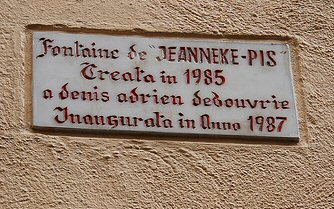 Fontaine de "JEANNEKE-PIS"
Creata in 1985
a denis adrien debouvrie
Inaugurata in Anno 1987